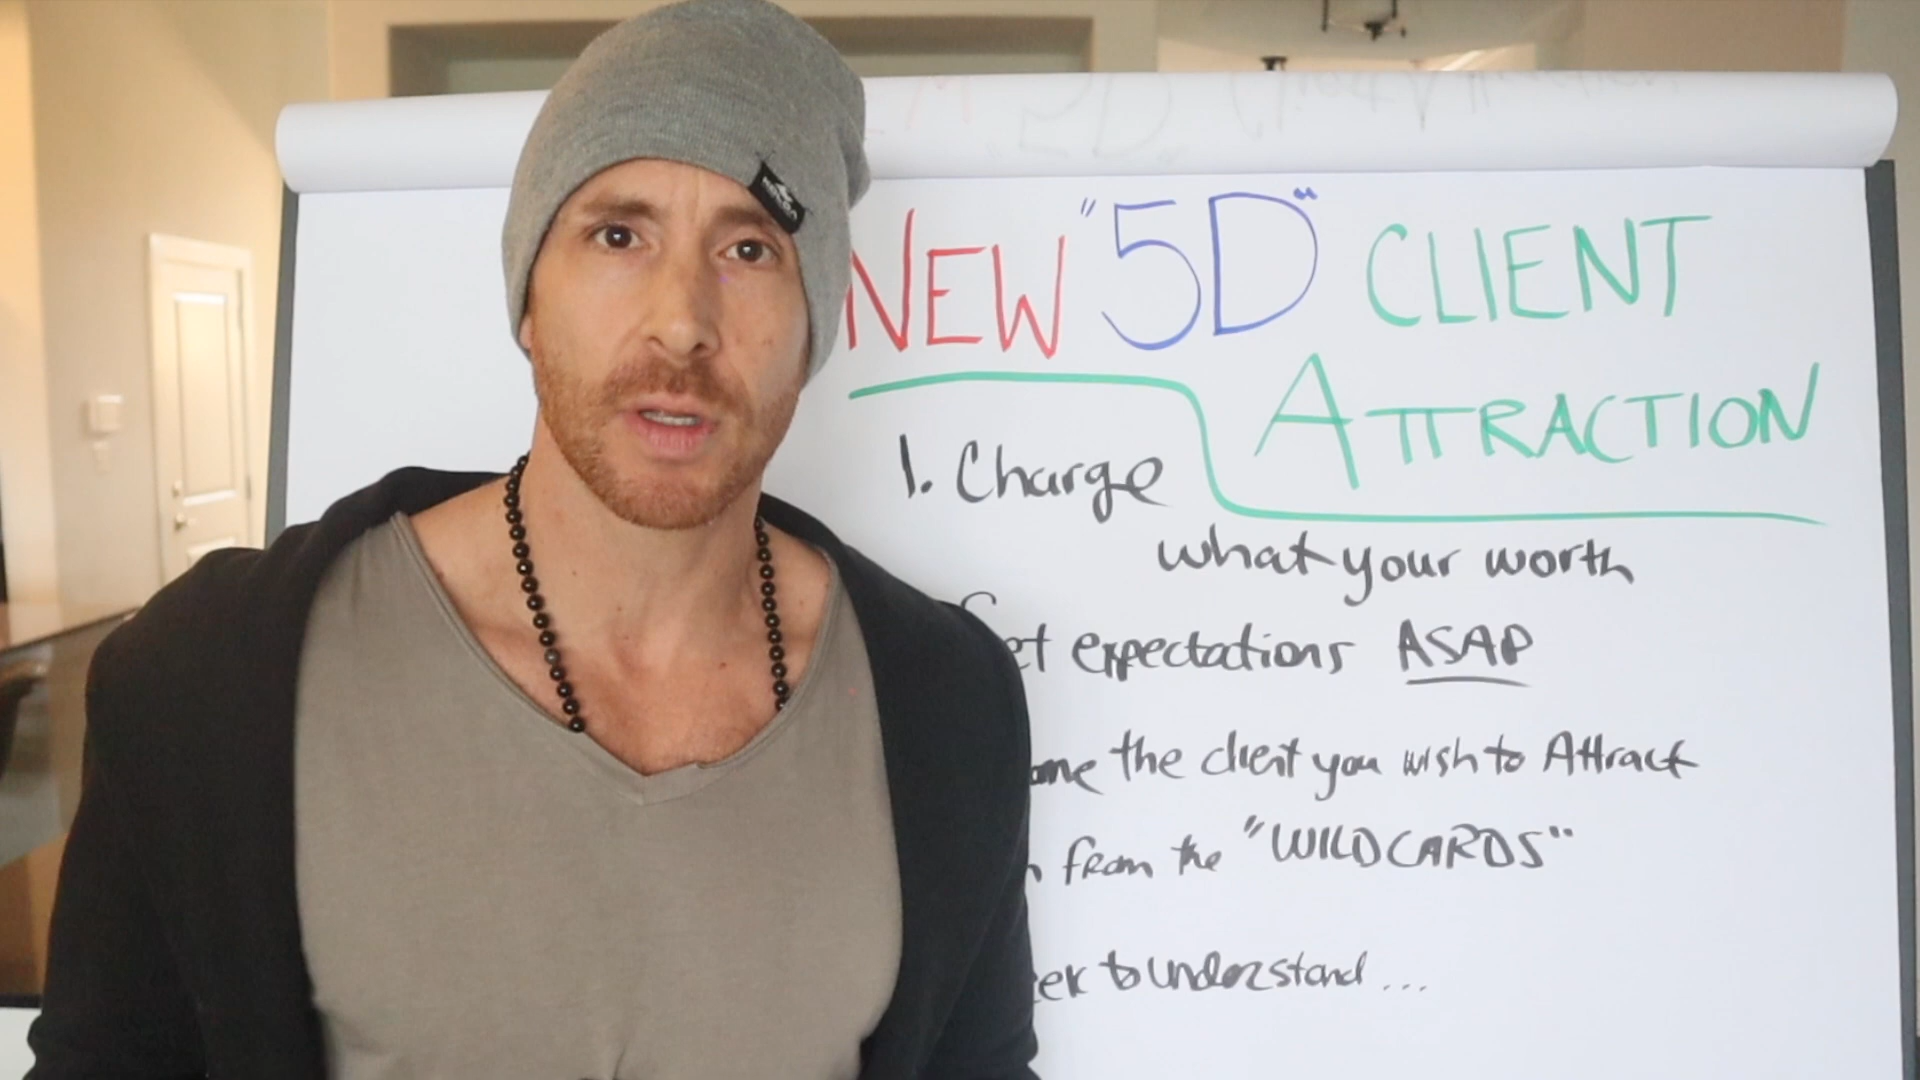 NEW "5D" CLIENT
ATTRACTION
1. Charge
what your worth
et expectations ASAP
ome the client you wish to Attract
from the "WILDCARDS"
eek to understand...